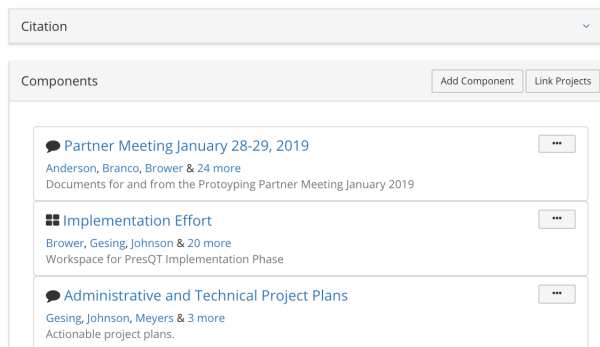 Citation
Components
Add Component
Link Projects
Partner Meeting January 28-29, 2019
Anderson, Branco, Brower & 24 more
Documents for and from the Protoyping Partner Meeting January 2019
Implementation Effort
Brower, Gesing, Johnson & 20 more
Workspace for PresQT Implementation Phase
Administrative and Technical Project Plans
Gesing, Johnson, Meyers & 3 more
Actionable project plans.